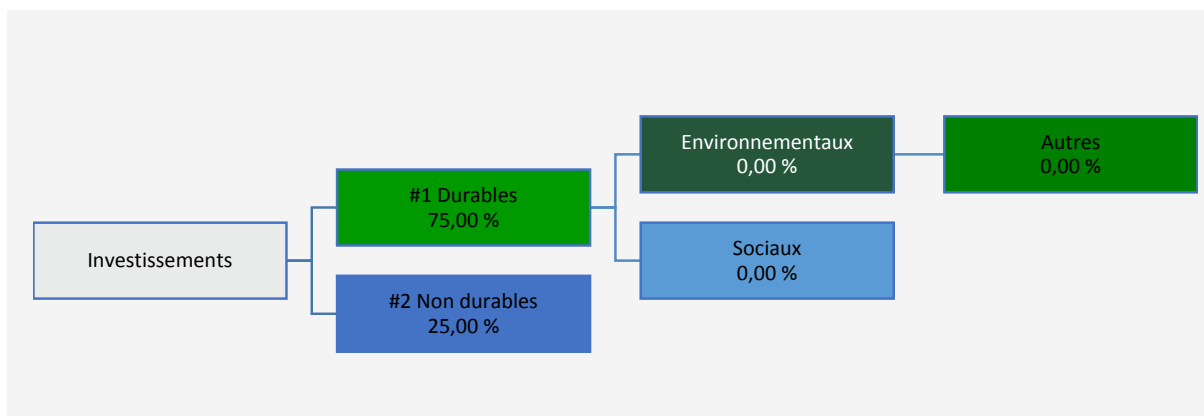 Investissements
#1 Durables
75,00 %
#2 Non durables
25,00 %
Environnementaux
0,00 %
Sociaux
0,00 %
Autres
0,00 %